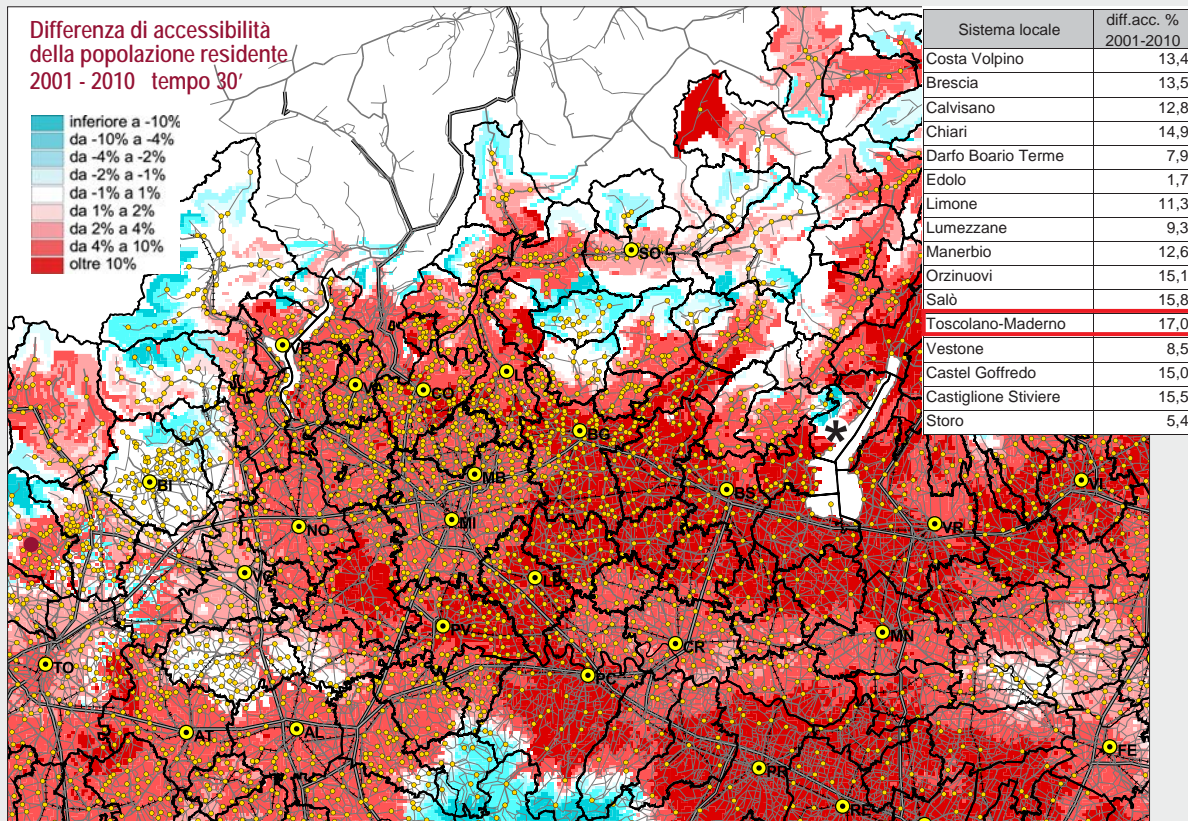 Differenza di accessibilità
della popolazione residente
2001 - 2010 tempo 30'
inferiore a -10%
da -10% a -4%
da -4% a -2%
da -2% a -1%
da -1% a 1%
da 1% a 2%
da 2% a 4%
da 4% a 10%
oltre 10%
Sistema locale diff.acc. % 2001-2010
Costa Volpino 13,4
Brescia 13,5
Calvisano 12,8
Chiari 14,9
Darfo Boario Terme 7,9
Edolo 1,7
Limone 11,3
Lumezzane 9,3
Manerbio 12,6
Orzinuovi 15,1
Salò 15,8
Toscolano-Maderno 17,0
Vestone 8,5
Castel Goffredo 15,0
Castiglione Stiviere 15,5
Storo 5,4
SO
VB
VA
CO
BG
*
BI
MB
BS
VI
NO
MI
VR
VC
PV
MN
CR
TO
PC
AT
AL
FE
PR
RE